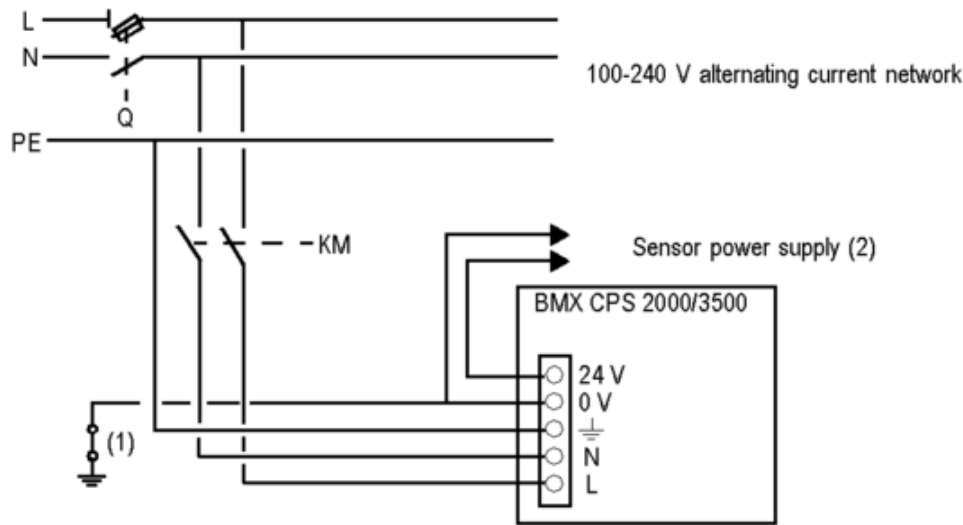 L
N
100-240 V alternating current network
Q
PE
KM
Sensor power supply (2)
BMX CPS 2000/3500
24 V
0 V
(1)
N
L